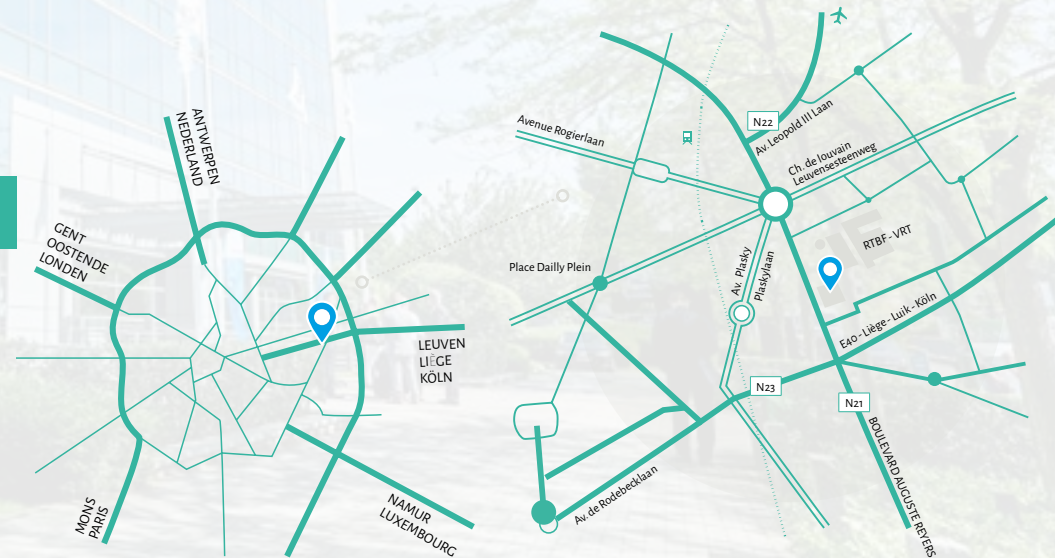 ANTWERPEN
NEDERLAND
GENT
OOSTENDE
LONDEN
LEUVEN
LIÈGE
KÖLN
MONS
PARIS
NAMUR
LUXEMBOURG
N22
Av. Leopold III Laan
Avenue Rogierlaan
Ch. de louvain
Leuvensesteenweg
RTBF - VRT
Place Dailly Plein
Av. Plasky
Plaskylaan
E40 - Liège - Luik - Köln
N23
N21
BOULEVARD AUGUSTE REYERS
Av. de Rodebecklaan